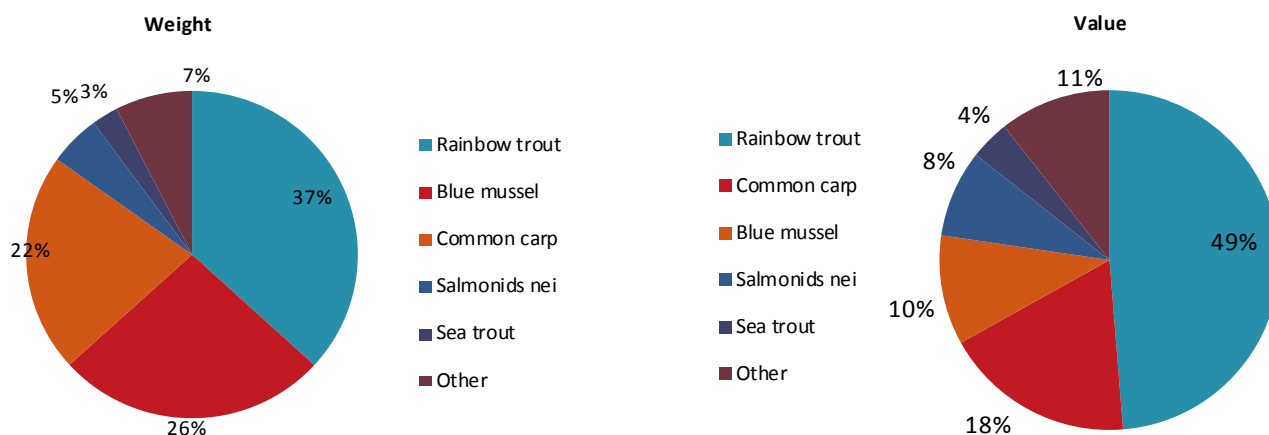 Weight
7%
3%
5%
37%
22%
26%
Rainbow trout
Blue mussel
Common carp
Salmonids nei
Sea trout
Other
Value
11%
4%
8%
49%
10%
18%
Rainbow trout
Common carp
Blue mussel
Salmonids nei
Sea trout
Other